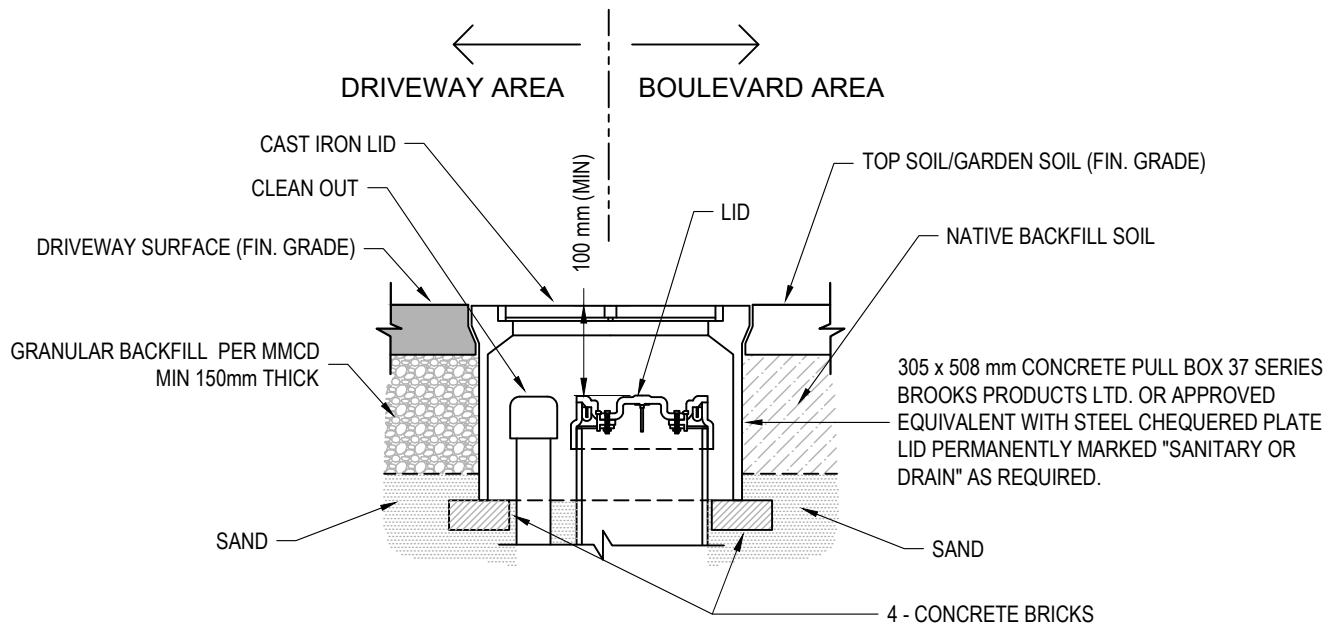 DRIVEWAY AREA
BOULEVARD AREA
CAST IRON LID
CLEAN OUT
DRIVEWAY SURFACE (FIN. GRADE)
GRANULAR BACKFILL PER MMCD
MIN 150mm THICK
SAND
100 mm (MIN)
LID
TOP SOIL/GARDEN SOIL (FIN. GRADE)
NATIVE BACKFILL SOIL
305 x 508 mm CONCRETE PULL BOX 37 SERIES
BROOKS PRODUCTS LTD. OR APPROVED
EQUIVALENT WITH STEEL CHEQUERED PLATE
LID PERMANENTLY MARKED "SANITARY OR
DRAIN" AS REQUIRED.
SAND
4 - CONCRETE BRICKS